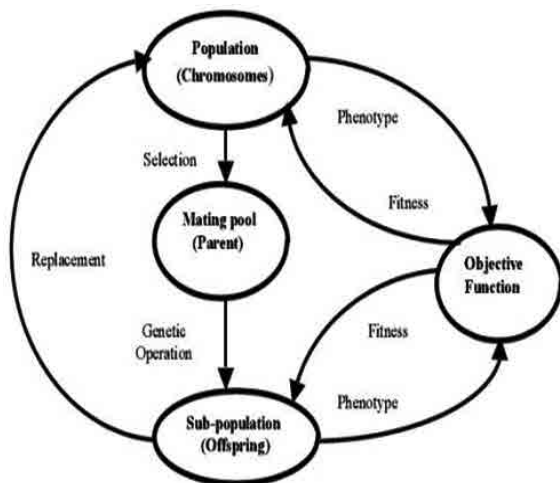 Population
(Chromosomes)
Phenotype
Selection
Fitness
Mating pool
(Parent)
Replacement
Objective
Function
Genetic
Operation
Fitness
Phenotype
Sub-population
(Offspring)